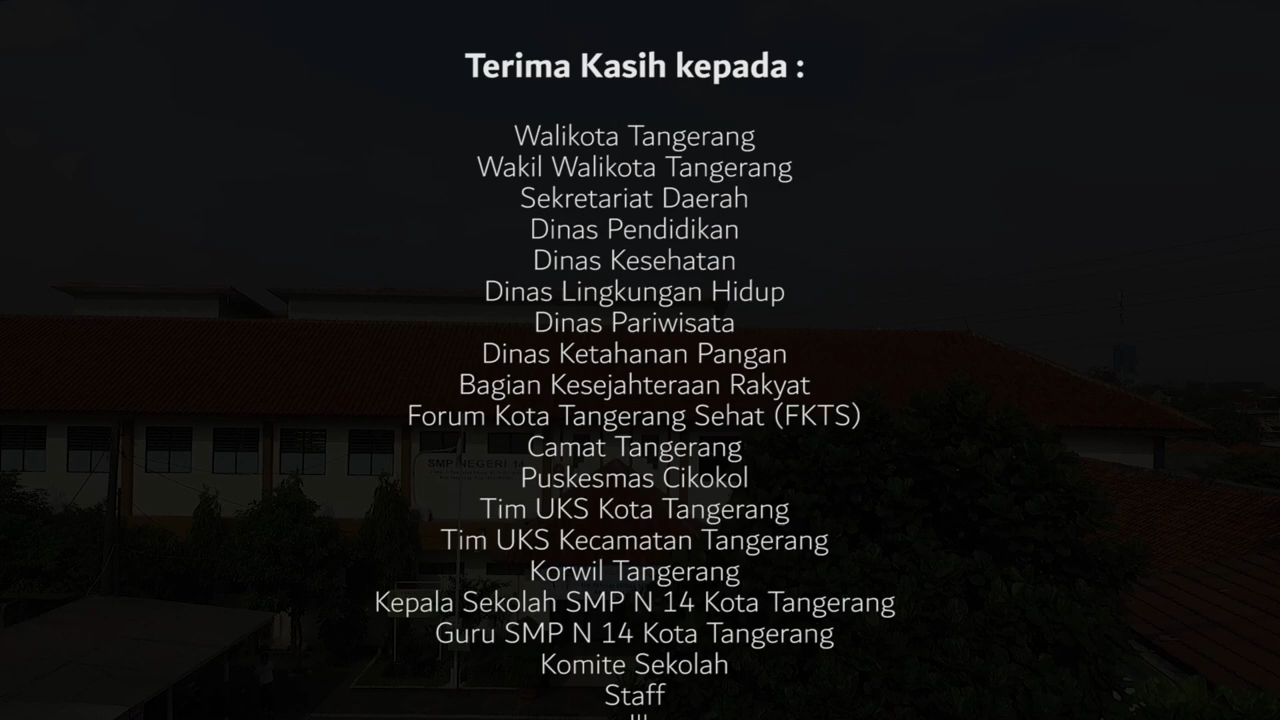 Terima Kasih kepada :
Walikota Tangerang
Wakil Walikota Tangerang
Sekretariat Daerah
Dinas Pendidikan
Dinas Kesehatan
Dinas Lingkungan Hidup
Dinas Pariwisata
Dinas Ketahanan Pangan
Bagian Kesejahteraan Rakyat
Forum Kota Tangerang Sehat (FKTS)
Camat Tangerang
SMP NEGERI 14
Puskesmas Cikokol
Tim UKS Kota Tangerang
Tim UKS Kecamatan Tangerang
Korwil Tangerang
Kepala Sekolah SMP N 14 Kota Tangerang
Guru SMP N 14 Kota Tangerang
Komite Sekolah
Staff